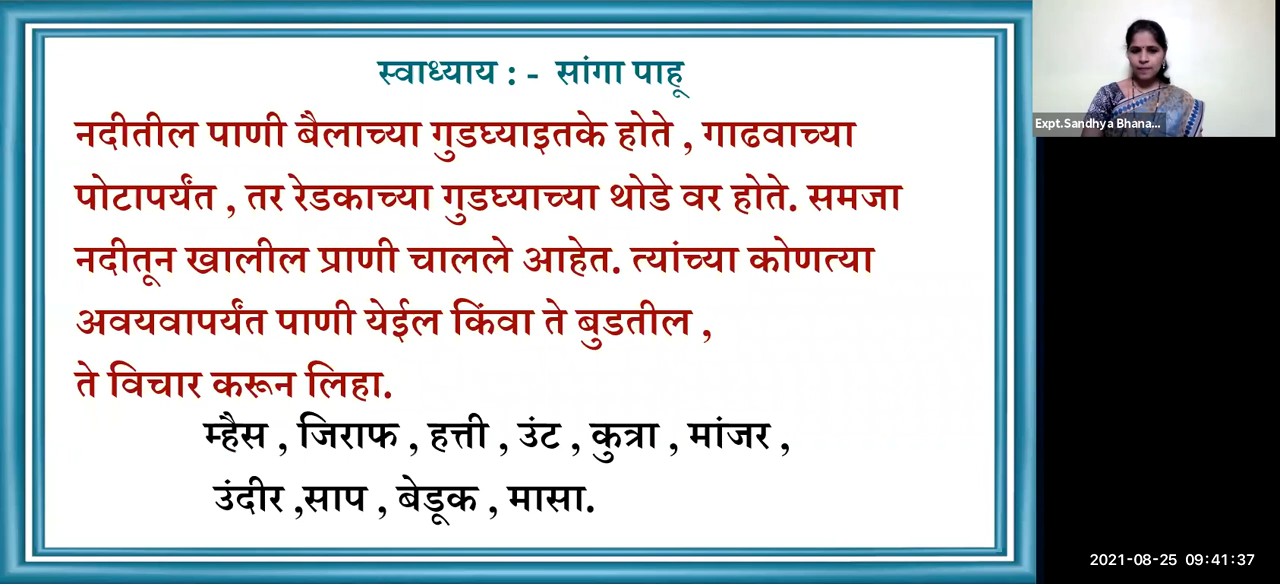 स्वाध्याय : - सांगा पाहू
नदीतील पाणी बैलाच्या गुडघ्याइतके होते , गाढवाच्या
पोटापर्यंत , तर रेडकाच्या गुडघ्याच्या थोडे वर होते. समजा
नदीतून खालील प्राणी चालले आहेत. त्यांच्या कोणत्या
अवयवापर्यंत पाणी येईल किंवा ते बुडतील ,
ते विचार करून लिहा.
म्हैस , जिराफ , हत्ती , उंट , कुत्रा , मांजर ,
उंदीर ,साप , बेडूक , मासा.
Expt.Sandhya Bhana...
2021-08-25 09:41:37